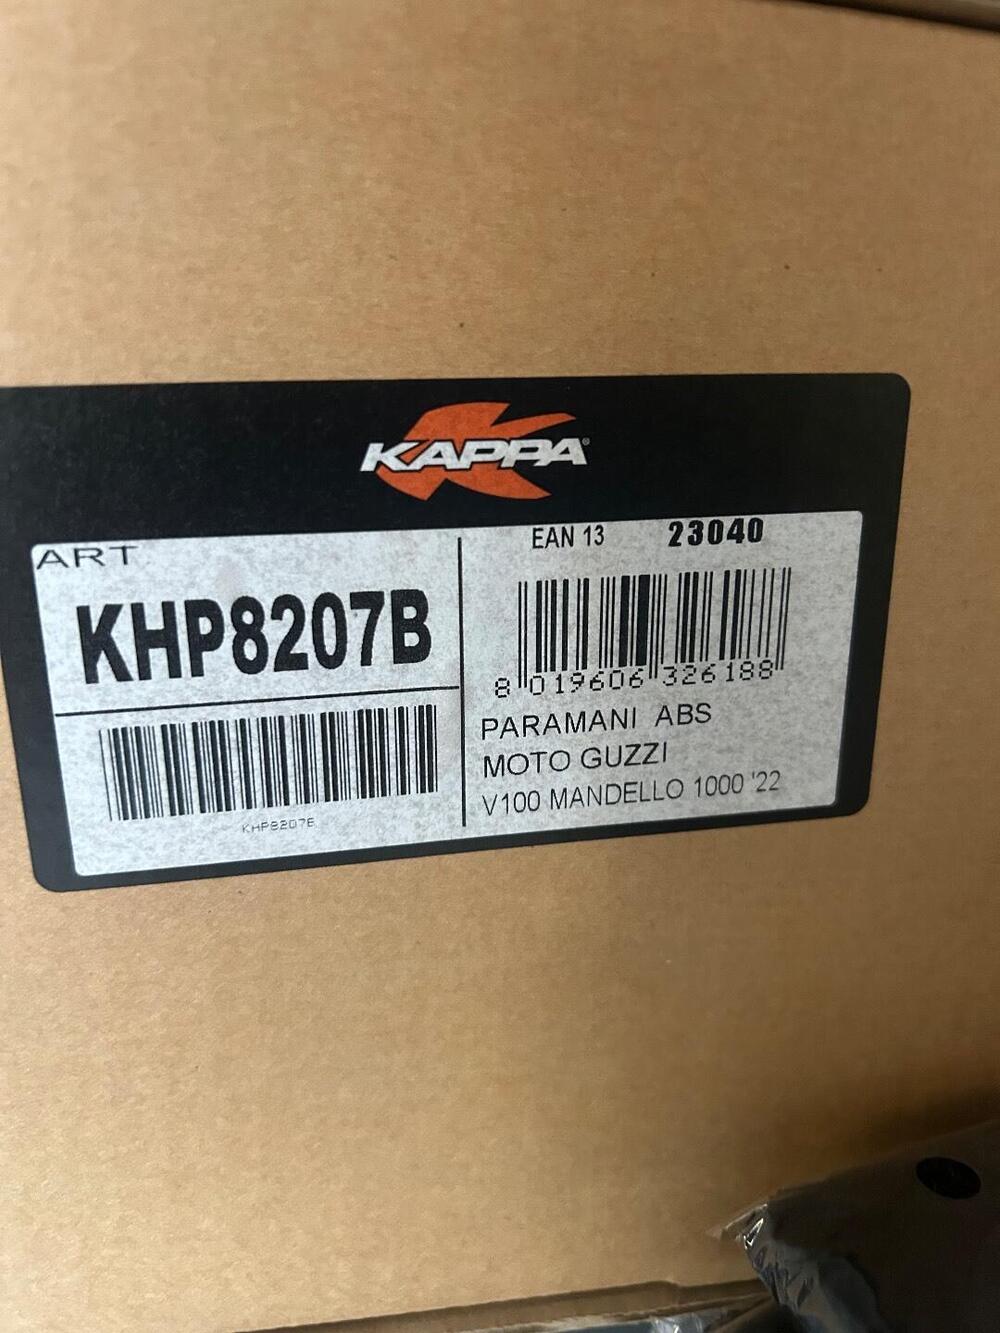 KAPPA®
ART
KHP8207B
KHP8207B
EAN 13 23040
8 019606 326188
PARAMANI ABS
MOTO GUZZI
V100 MANDELLO 1000 '22